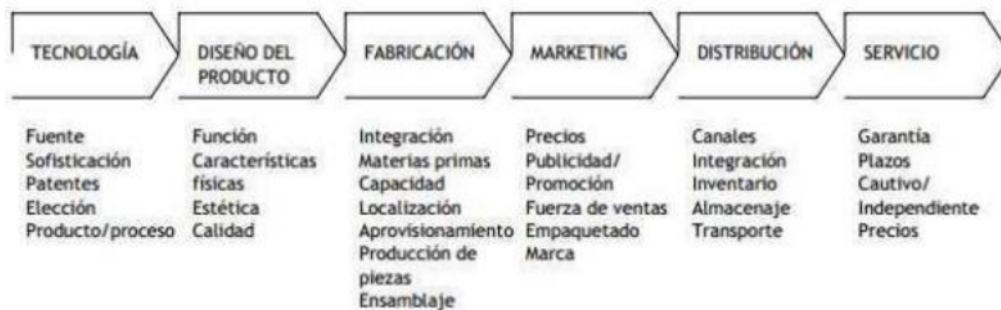 TECNOLOGÍA
DISEÑO DEL
PRODUCTO
FABRICACIÓN
MARKETING
DISTRIBUCIÓN
SERVICIO
Fuente
Sofisticación
Patentes
Elección
Producto/proceso
Función
Características
físicas
Estética
Calidad
Integración
Materias primas
Capacidad
Localización
Aprovisionamiento
Producción de
piezas
Ensamblaje
Precios
Publicidad/
Promoción
Fuerza de ventas
Empaquetado
Marca
Canales
Integración
Inventario
Almacenaje
Transporte
Garantía
Plazos
Cautivo/
Independiente
Precios